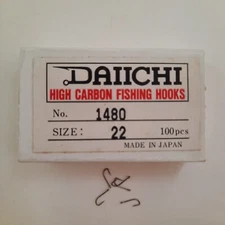 DAIICHI
HIGH CARBON FISHING HOOKS
No. 1480
SIZE: 22 100pcs
MADE IN JAPAN